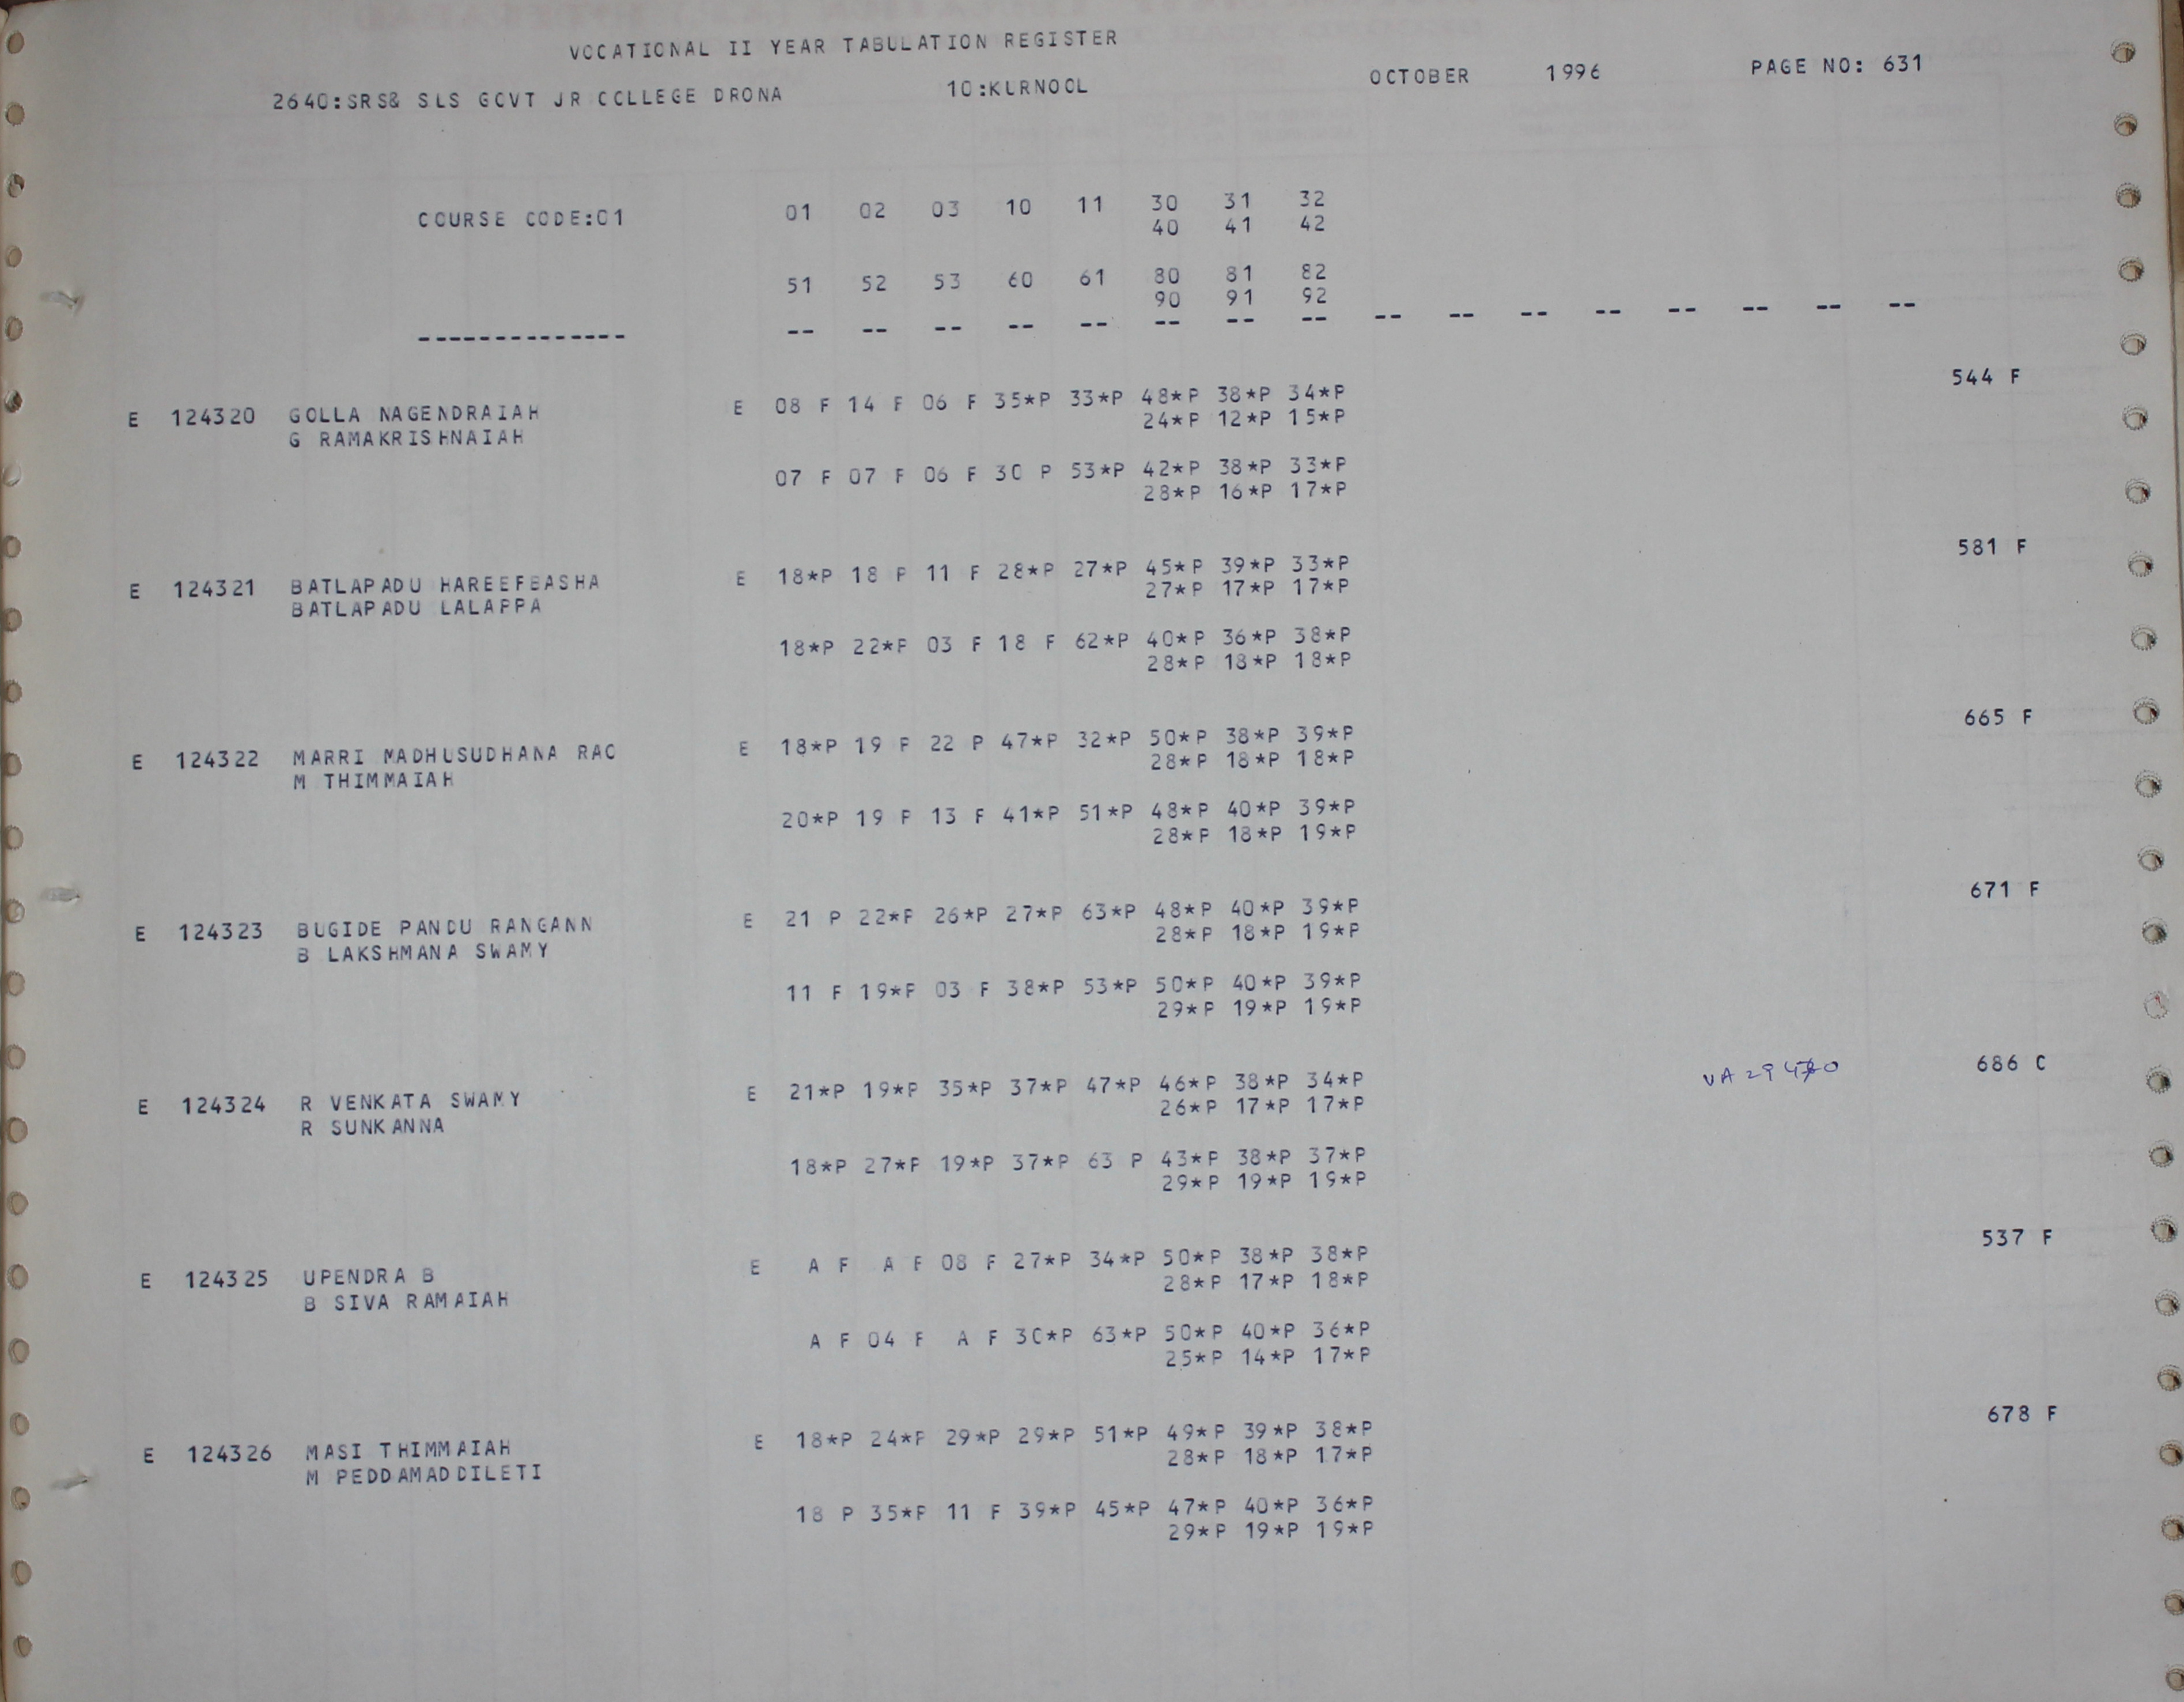 VOCATIONAL II YEAR TABULATION REGISTER
2640:SRS& SLS GOVT JR COLLEGE DRONA 10:KURNOOL OCTOBER 1996 PAGE NO: 631
COURSE CODE:01 01 02 03 10 11 30 31 32
40 41 42
51 52 53 60 61 80 81 82
90 91 92
-------------- -- -- -- -- -- -- -- -- -- -- -- -- -- -- -- --
544 F
E 124320 GOLLA NAGENDRAIAH E 08 F 14 F 06 F 35*P 33*P 48*P 38*P 34*P
G RAMAKRISHNAIAH 24*P 12*P 15*P
07 F 07 F 06 F 30 P 53*P 42*P 38*P 33*P
28*P 16*P 17*P
581 F
E 124321 BATLAPADU HAREEFBASHA E 18*P 18 P 11 F 28*P 27*P 45*P 39*P 33*P
BATLAPADU LALAPPA 27*P 17*P 17*P
18*P 22*P 03 F 18 F 62*P 40*P 36*P 38*P
28*P 18*P 18*P
665 F
E 124322 MARRI MADHUSUDHANA RAO E 18*P 19 P 22 P 47*P 32*P 50*P 38*P 39*P
M THIMMAIAH 28*P 18*P 18*P
20*P 19 P 13 F 41*P 51*P 48*P 40*P 39*P
28*P 18*P 19*P
671 F
E 124323 BUGIDE PANDU RANGANN E 21 P 22*P 26*P 27*P 63*P 48*P 40*P 39*P
B LAKSHMANA SWAMY 28*P 18*P 19*P
11 F 19*P 03 F 38*P 53*P 50*P 40*P 39*P
29*P 19*P 19*P
686 C
E 124324 R VENKATA SWAMY E 21*P 19*P 35*P 37*P 47*P 46*P 38*P 34*P
R SUNKANNA 26*P 17*P 17*P
18*P 27*P 19*P 37*P 63 P 43*P 38*P 37*P
29*P 19*P 19*P
537 F
E 124325 UPENDRA B E A F A F 08 F 27*P 34*P 50*P 38*P 38*P
B SIVA RAMAIAH 28*P 17*P 18*P
A F 04 F A F 30*P 63*P 50*P 40*P 36*P
25*P 14*P 17*P
678 F
E 124326 MASI THIMMAIAH E 18*P 24*P 29*P 29*P 51*P 49*P 39*P 38*P
M PEDDAMADDILETI 28*P 18*P 17*P
18 P 35*P 11 F 39*P 45*P 47*P 40*P 36*P
29*P 19*P 19*P